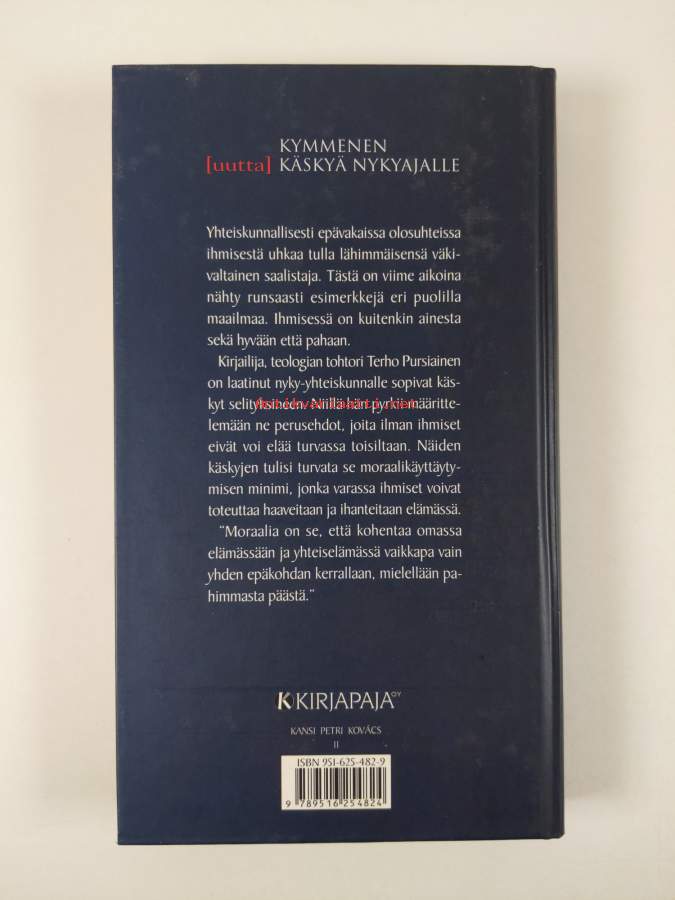 KYMMENEN
[uutta] KÄSKYÄ NYKYAJALLE
Yhteiskunnallisesti epävakaissa olosuhteissa
ihmisestä uhkaa tulla lähimmäisensä väki-
valtainen saalistaja. Tästä on viime aikoina
nähty runsaasti esimerkkejä eri puolilla
maailmaa. Ihmisessä on kuitenkin ainesta
sekä hyvään että pahaan.
Kirjailija, teologian tohtori Terho Pursiainen
on laatinut nyky-yhteiskunnalle sopivat käs-
kyt selityksineen. Niillähän pyrkii määritte-
lemään ne perusehdot, joita ilman ihmiset
eivät voi elää turvassa toisiltaan. Näiden
käskyjen tulisi turvata se moraalikäyttäyty-
misen minimi, jonka varassa ihmiset voivat
toteuttaa haaveitaan ja ihanteitaan elämässä.
"Moraalia on se, että kohentaa omassa
elämässään ja yhteiselämässä vaikkapa vain
yhden epäkohdan kerrallaan, mielellään pa-
himmasta päästä."
KIRJAPAJA OY
KANSI PETRI KOVÁCS
II
ISBN 951-625-482-9
9 789516 254824